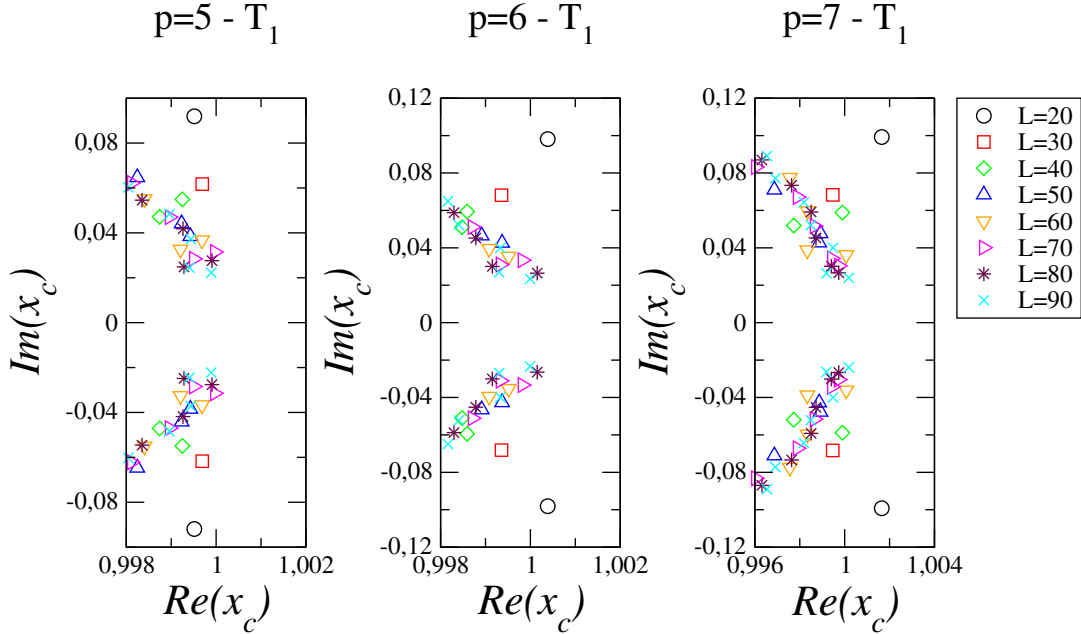 p=5 - T1
p=6 - T1
p=7 - T1
0,08
0,04
0
-0,04
-0,08
Im(xc)
0,998
1
1,002
Re(xc)
0,12
0,08
0,04
0
-0,04
-0,08
-0,12
Im(xc)
0,998
1
1,002
Re(xc)
0,12
0,08
0,04
0
-0,04
-0,08
-0,12
Im(xc)
0,996
1
1,004
Re(xc)
L=20
L=30
L=40
L=50
L=60
L=70
L=80
L=90